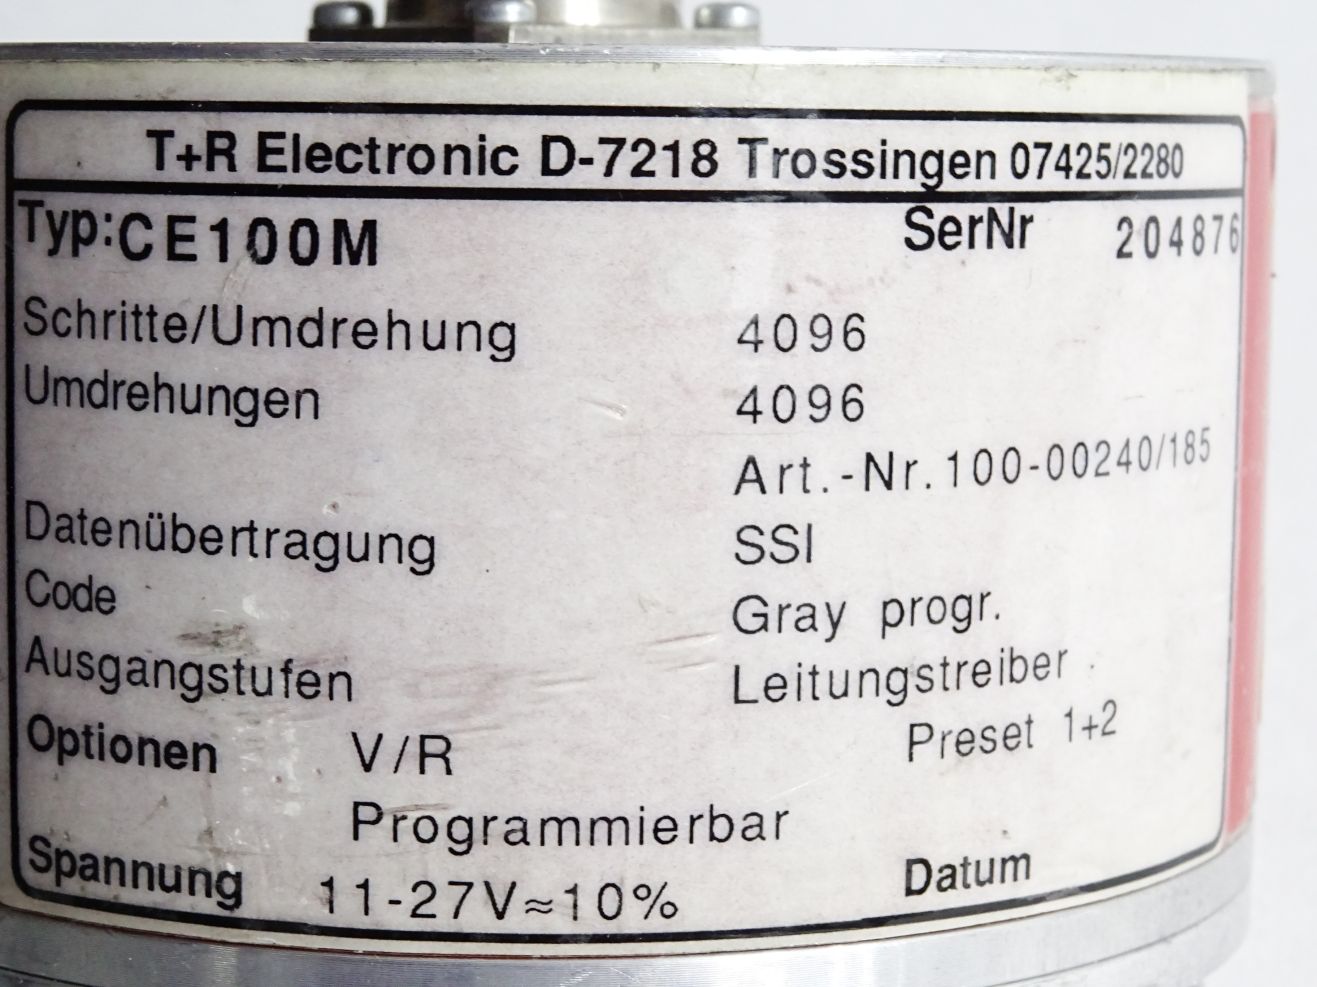 T+R Electronic D-7218 Trossingen 07425/2280
Typ:CE100M SerNr 204876
Schritte/Umdrehung 4096
Umdrehungen 4096
Art.-Nr.100-00240/185
Datenübertragung SSI
Code Gray progr.
Ausgangstufen Leitungstreiber
Optionen V/R Preset 1+2
Programmierbar
Spannung 11-27V≈10% Datum